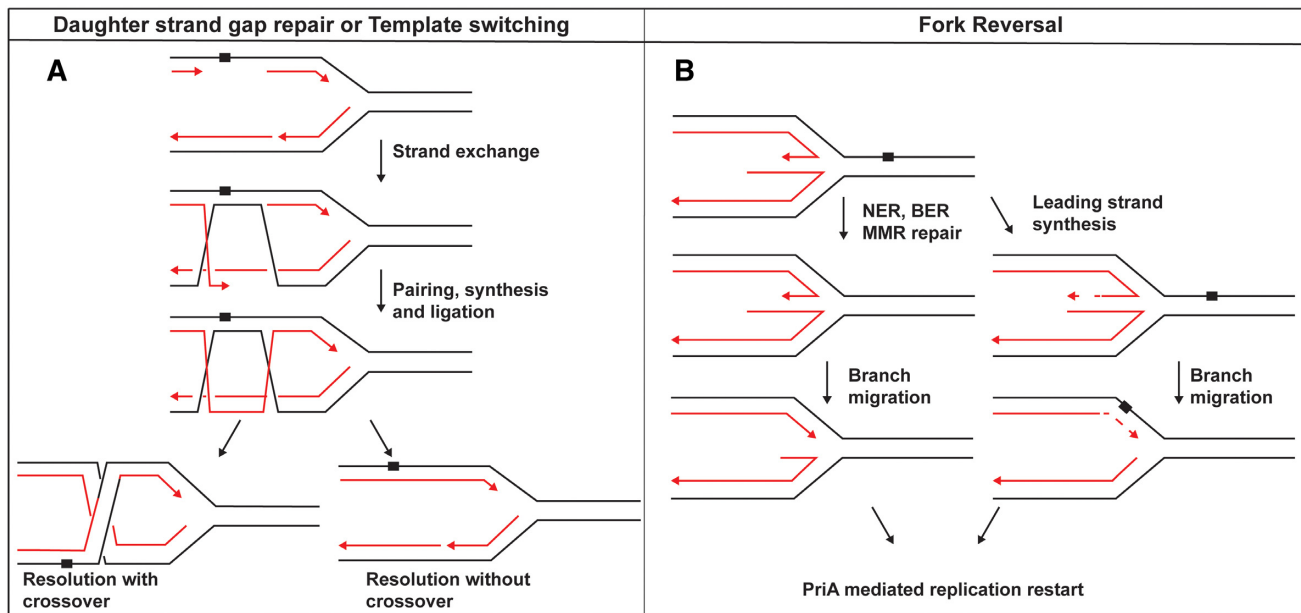 Daughter strand gap repair or Template switching
Fork Reversal
A
Strand exchange
Pairing, synthesis
and ligation
Resolution with
crossover
Resolution without
crossover
B
NER, BER
MMR repair
Leading strand
synthesis
Branch
migration
Branch
migration
PriA mediated replication restart